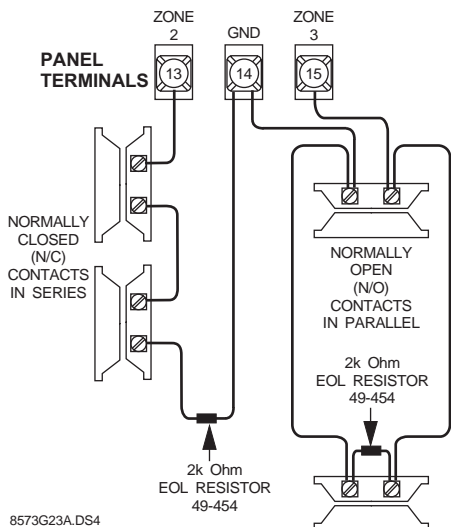 ZONE
2
GND
ZONE
3
PANEL
TERMINALS
13
14
15
NORMALLY
CLOSED
(N/C)
CONTACTS
IN SERIES
NORMALLY
OPEN
(N/O)
CONTACTS
IN PARALLEL
2k Ohm
EOL RESISTOR
49-454
2k Ohm
EOL RESISTOR
49-454
8573G23A.DS4